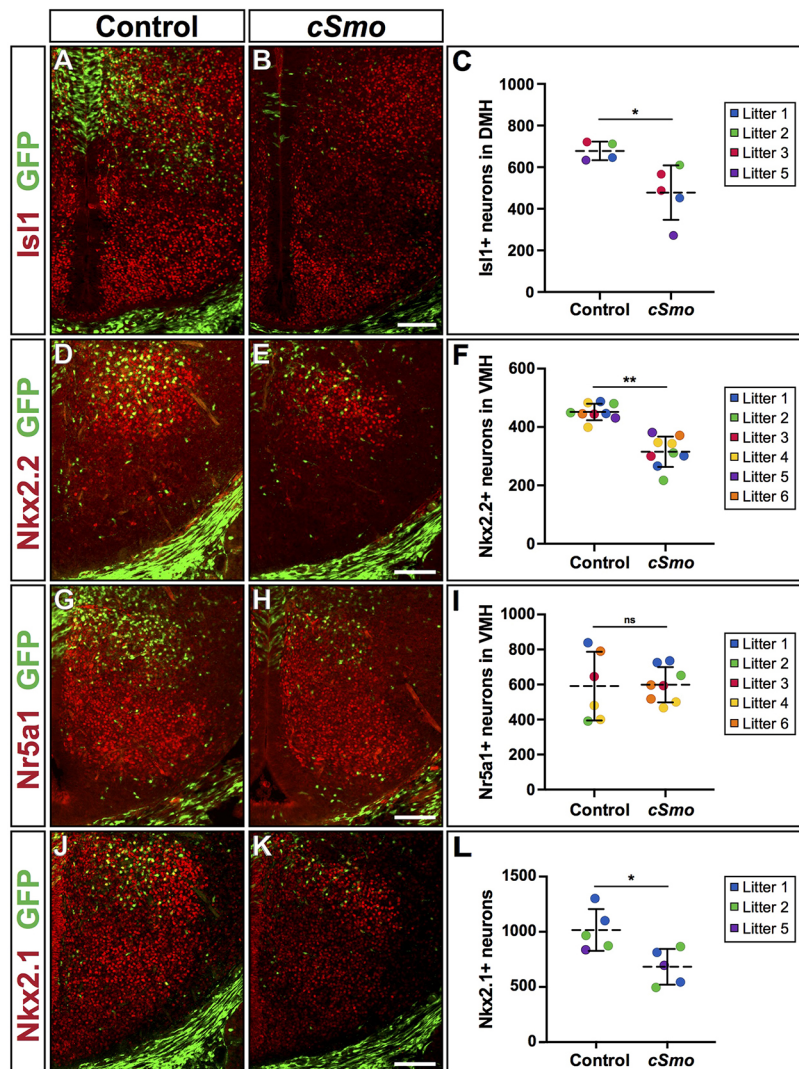 Control
cSmo
A
B
C
Isl1 GFP
Isl1+ neurons in DMH
1000
800
600
400
200
0
*
Control
cSmo
Litter 1
Litter 2
Litter 3
Litter 5
D
E
F
Nkx2.2 GFP
Nkx2.2+ neurons in VMH
600
400
200
0
**
Control
cSmo
Litter 1
Litter 2
Litter 3
Litter 4
Litter 5
Litter 6
G
H
I
Nr5a1 GFP
Nr5a1+ neurons in VMH
1000
800
600
400
200
0
ns
Control
cSmo
Litter 1
Litter 2
Litter 3
Litter 4
Litter 6
J
K
L
Nkx2.1 GFP
Nkx2.1+ neurons
1500
1000
500
0
*
Control
cSmo
Litter 1
Litter 2
Litter 5